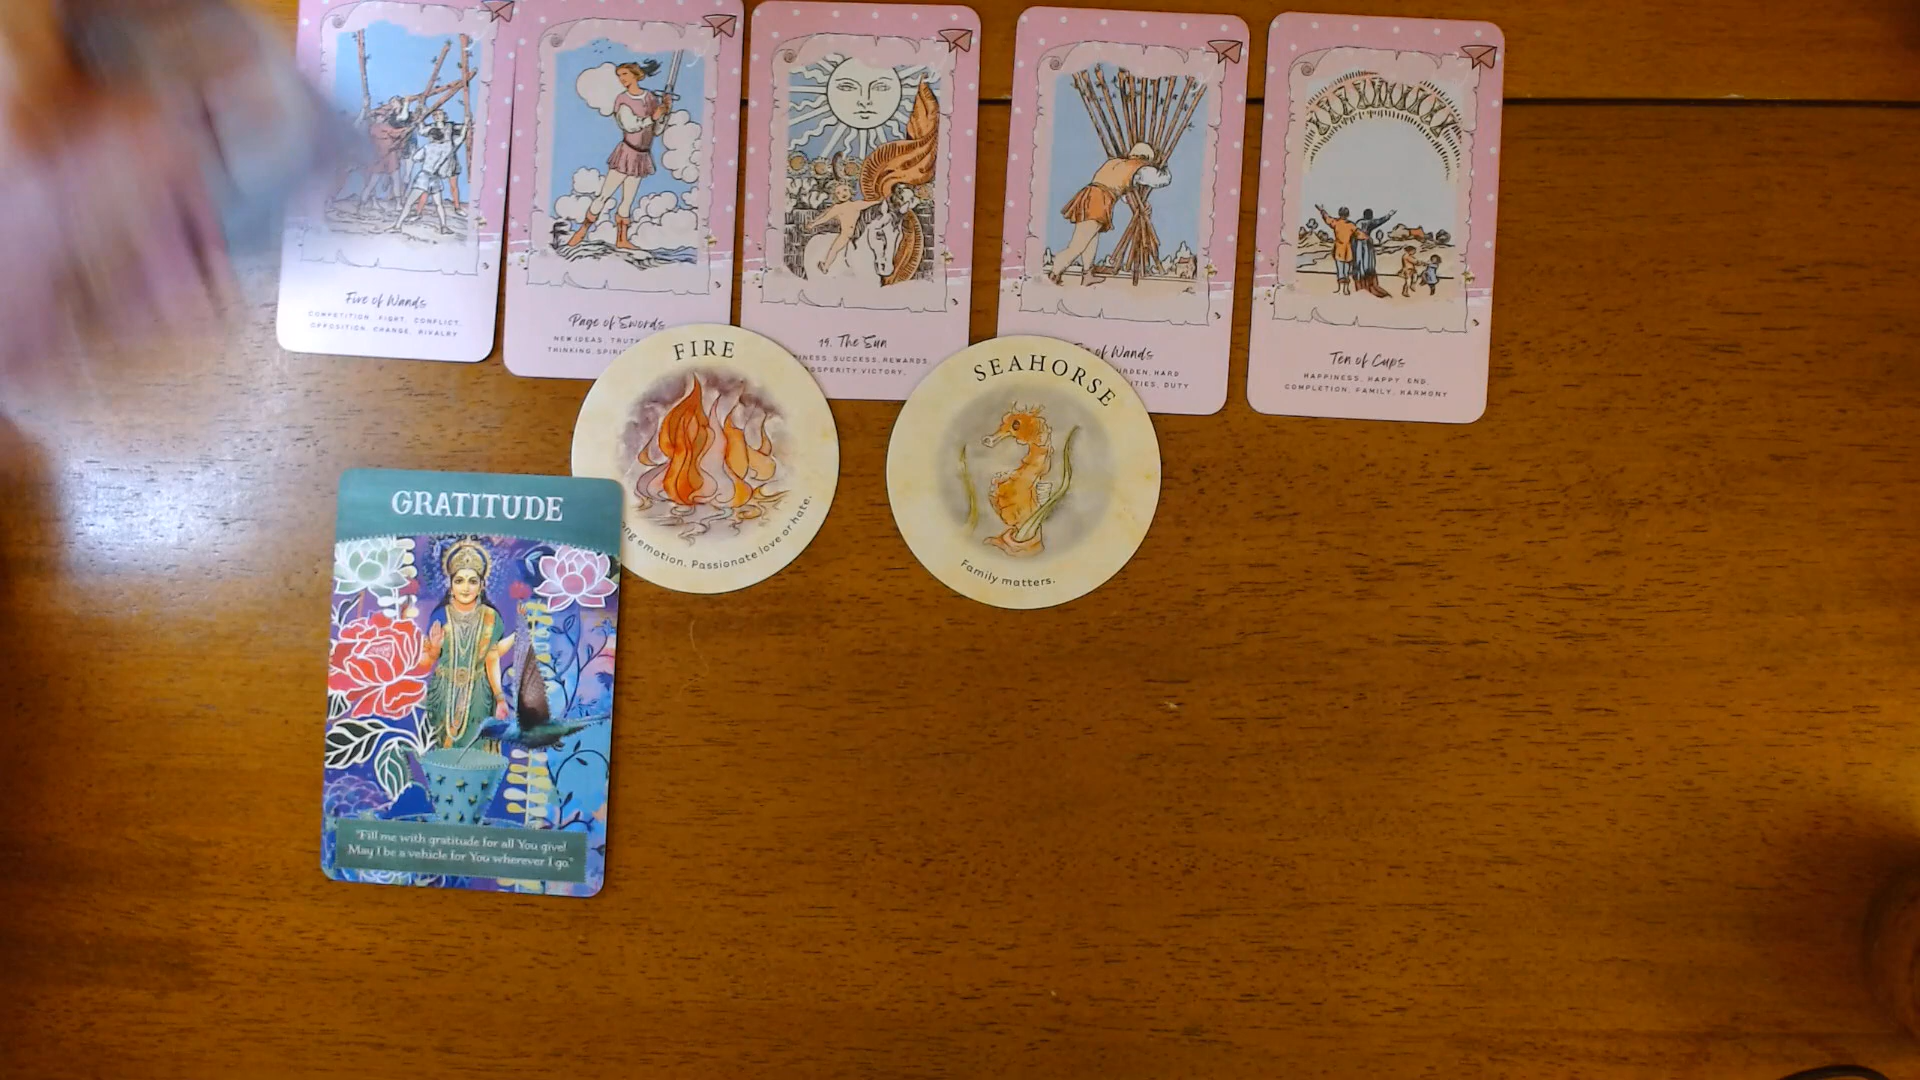 Five of Wands
COMPETITION, FIGHT, CONFLICT,
OPPOSITION, CHANGE, RIVALRY
Page of Swords
NEW IDEAS,
THINKING,
19. The Sun
SUCCESS, REWARDS,
VICTORY,
of Wands
HARD
DUTY
Ten of Cups
HAPPINESS, HAPPY END,
COMPLETION, FAMILY, HARMONY
FIRE
emotion. Passionate love or hate.
SEAHORSE
Family matters.
GRATITUDE
"Fill me with gratitude for all You give!
May I be a vehicle for You wherever I go."